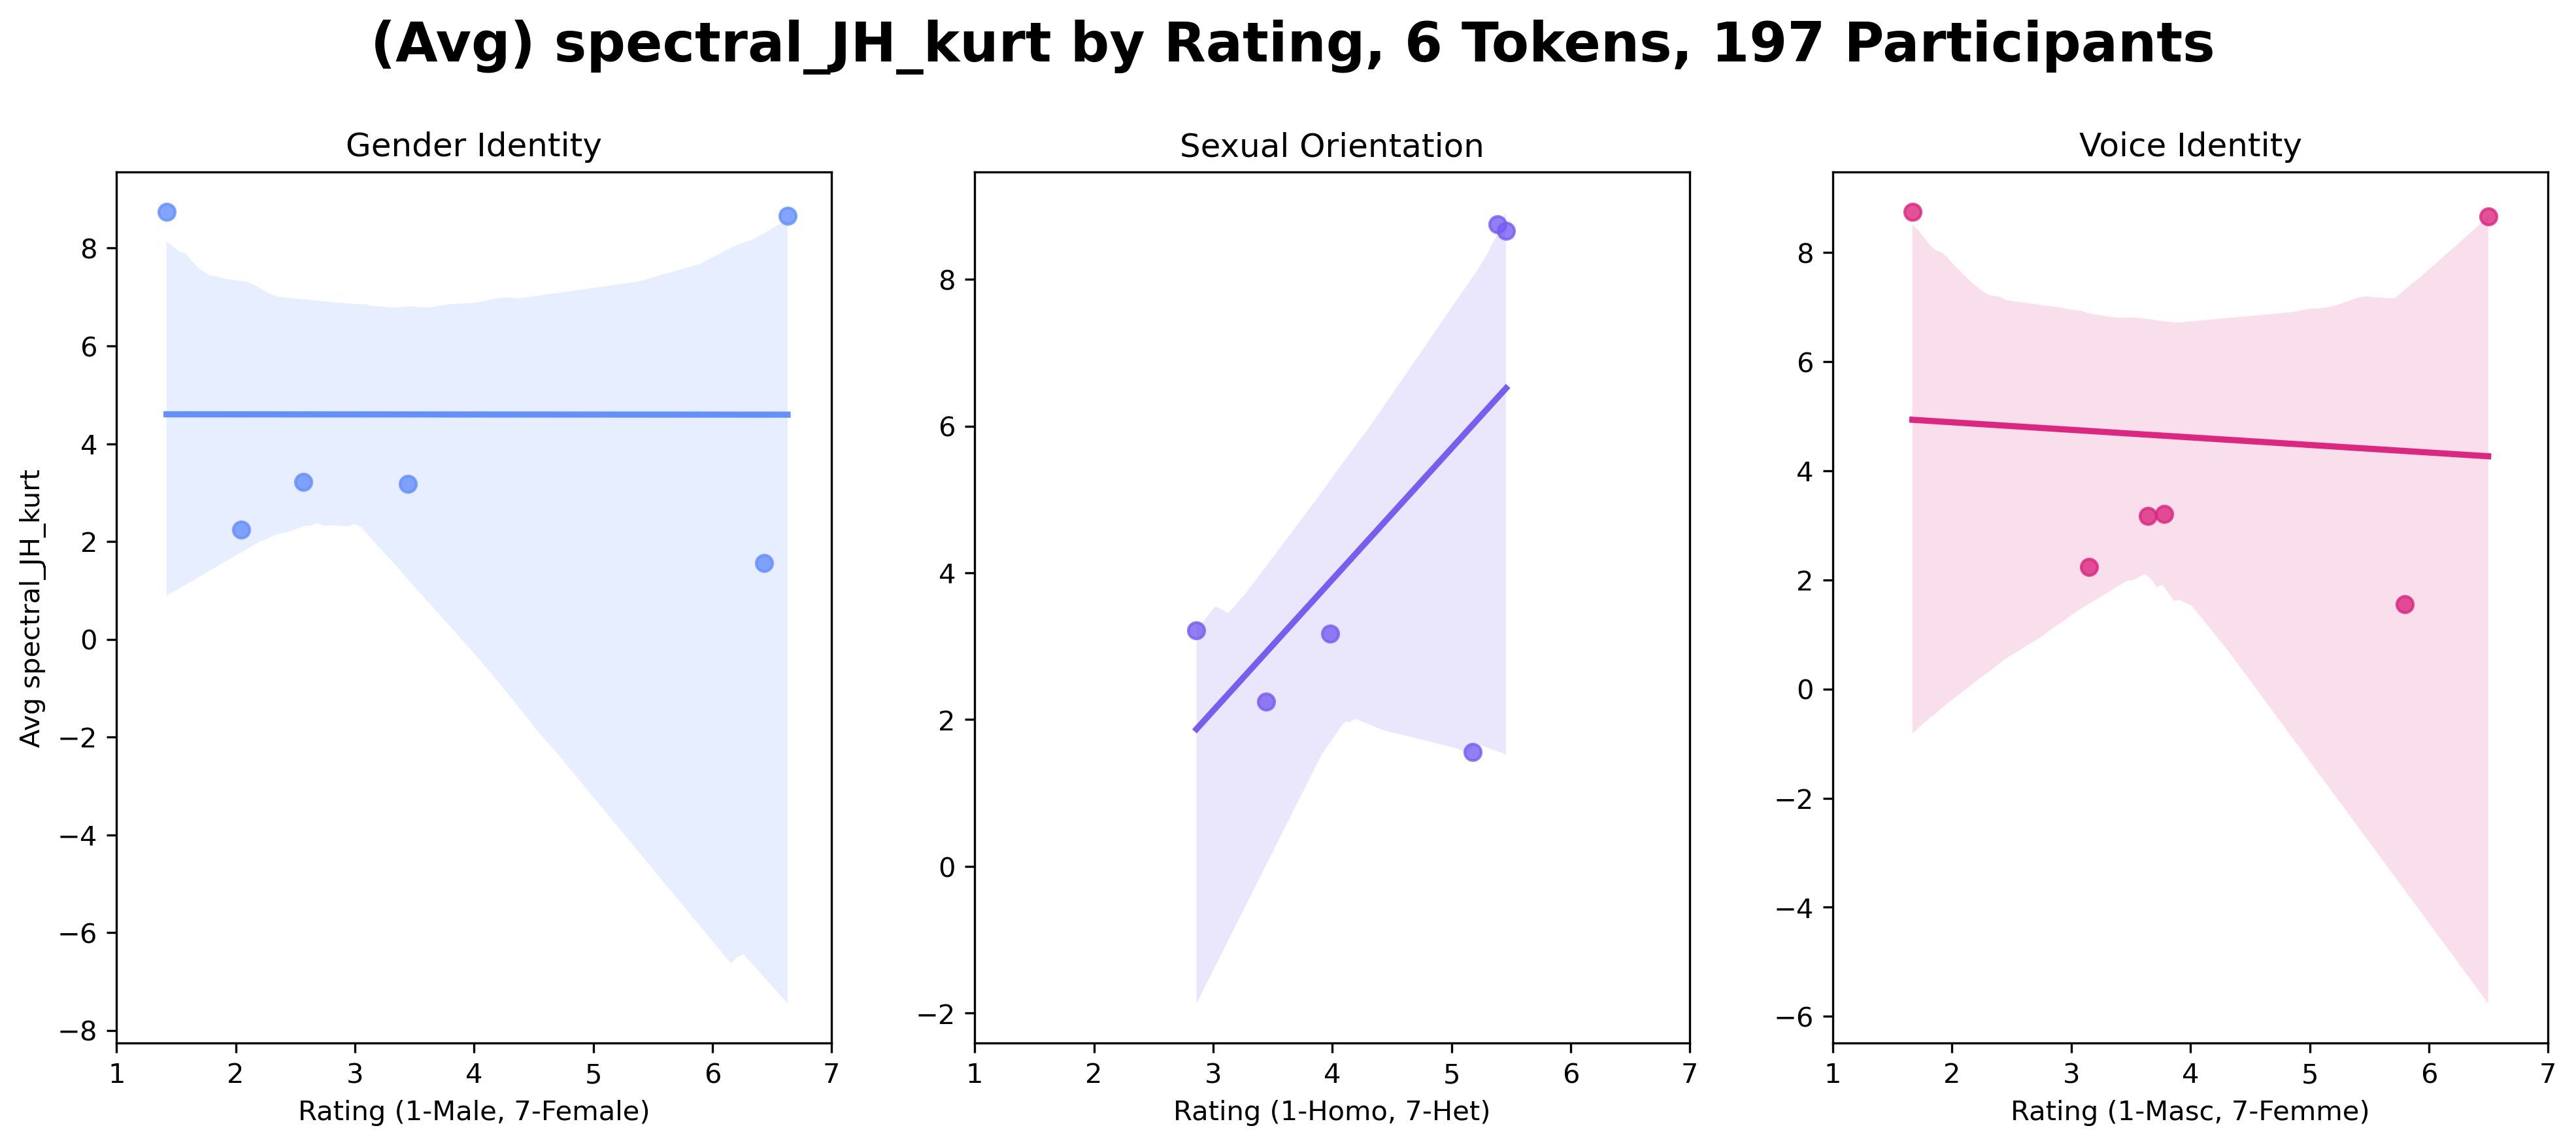 (Avg) spectral_JH_kurt by Rating, 6 Tokens, 197 Participants
Gender Identity
Avg spectral_JH_kurt
8
6
4
2
0
−2
−4
−6
−8
1 2 3 4 5 6 7
Rating (1-Male, 7-Female)
Sexual Orientation
8
6
4
2
0
−2
1 2 3 4 5 6 7
Rating (1-Homo, 7-Het)
Voice Identity
8
6
4
2
0
−2
−4
−6
1 2 3 4 5 6 7
Rating (1-Masc, 7-Femme)